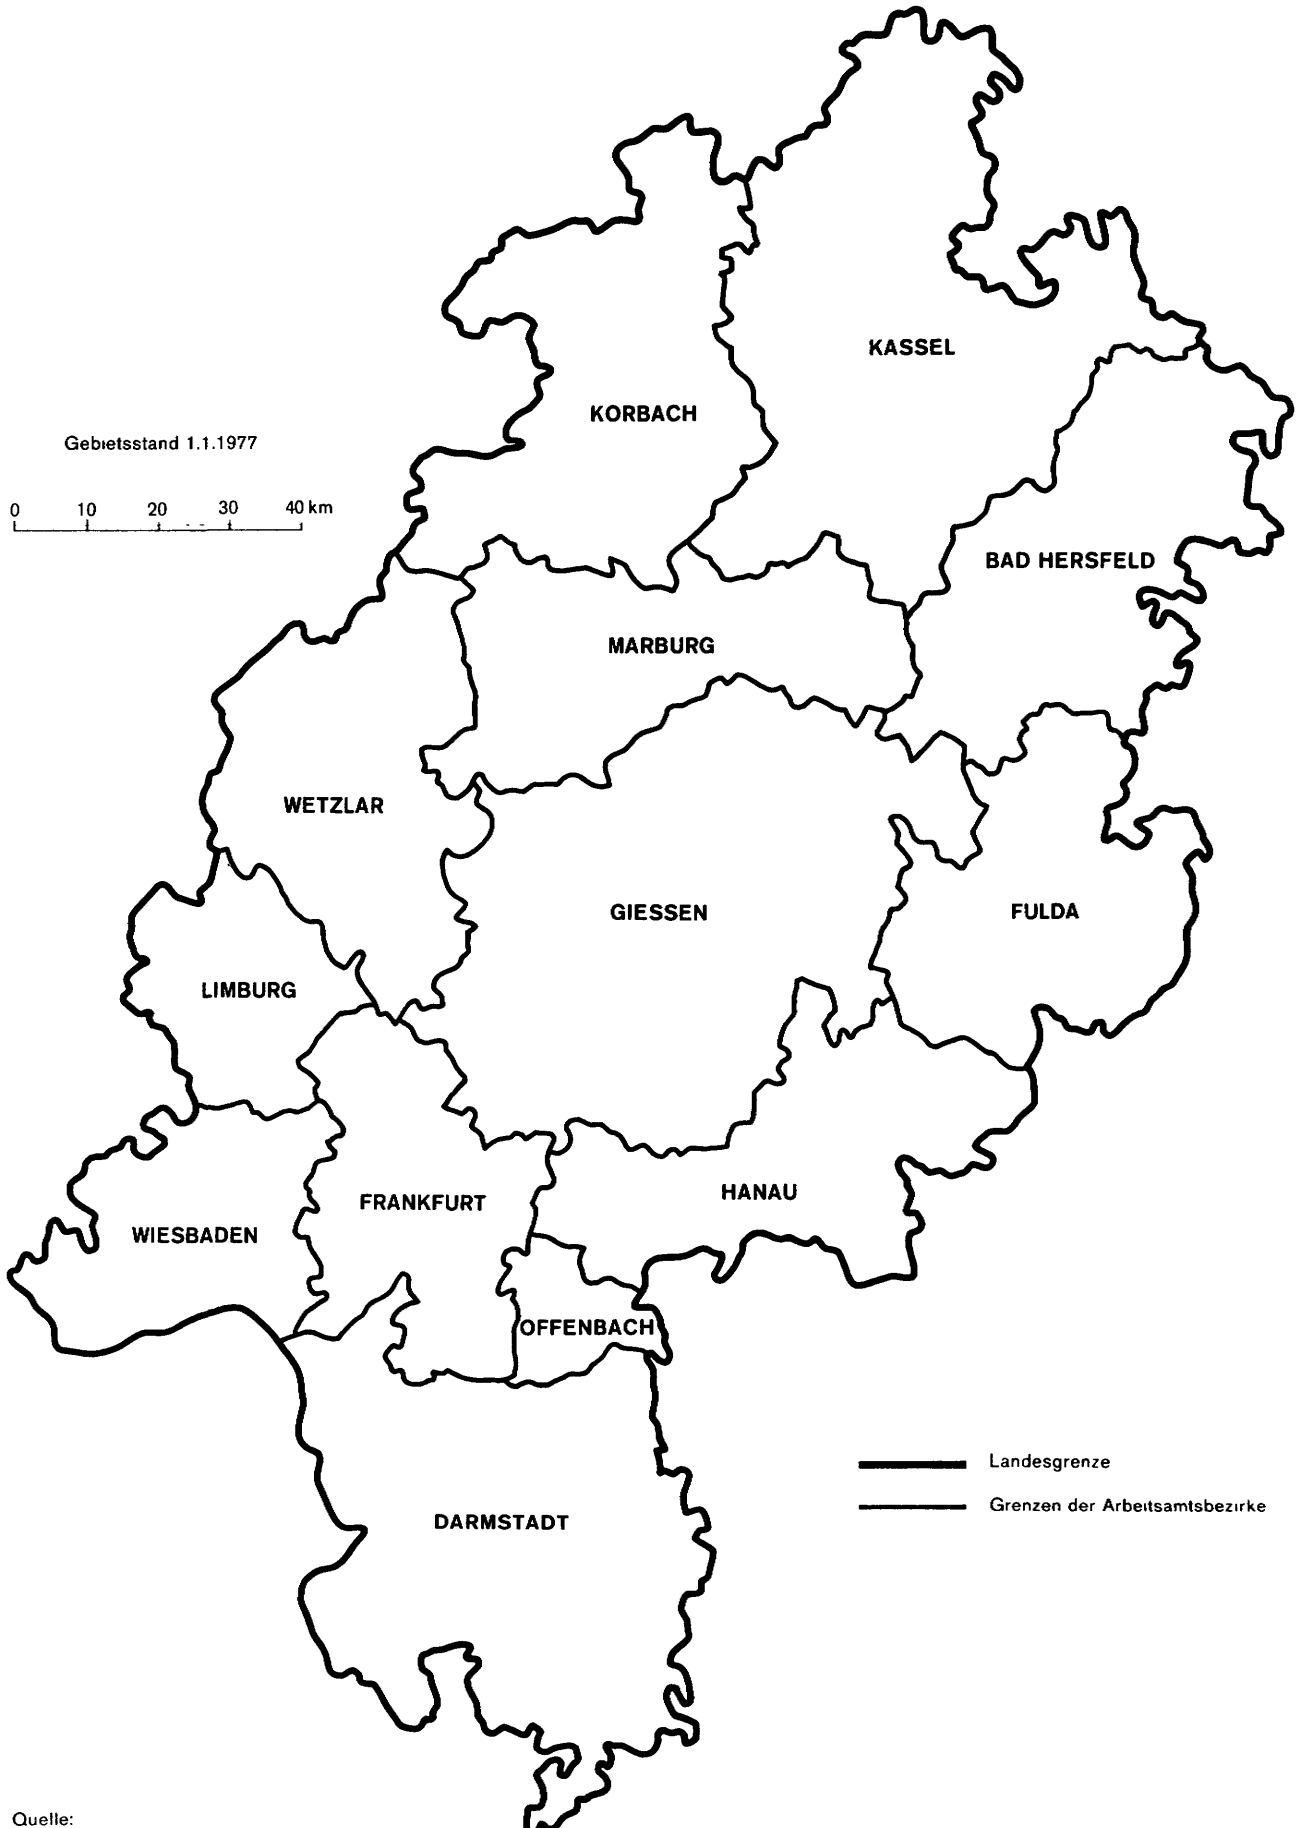 KASSEL
KORBACH
Gebietsstand 1.1.1977
0 10 20 30 40 km
BAD HERSFELD
MARBURG
WETZLAR
GIESSEN
FULDA
LIMBURG
HANAU
FRANKFURT
WIESBADEN
OFFENBACH
Landesgrenze
Grenzen der Arbeitsamtsbezirke
DARMSTADT
Quelle: